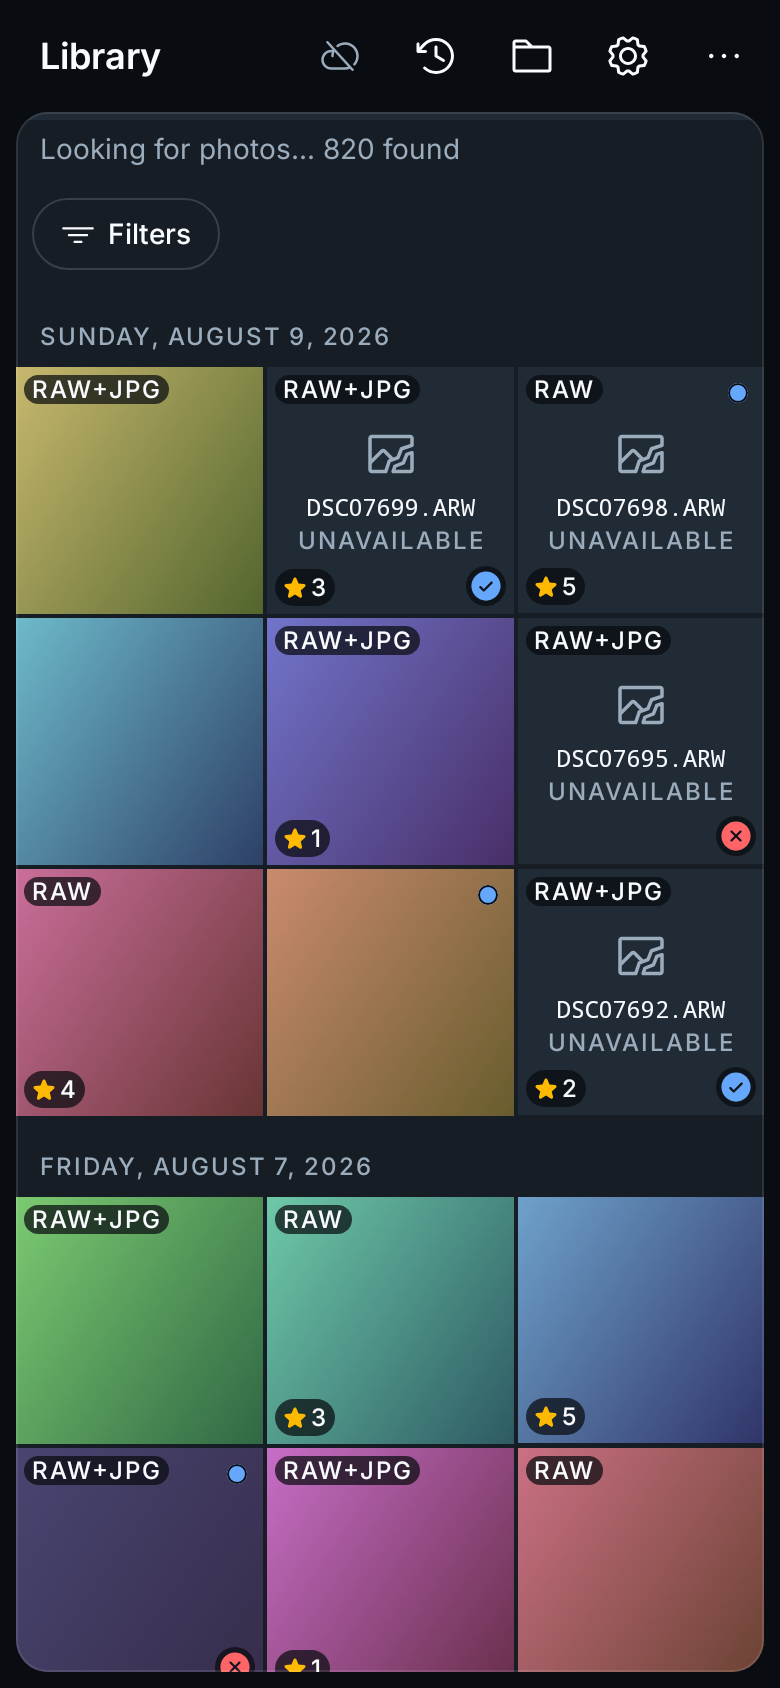 Library
Looking for photos... 820 found
Filters
SUNDAY, AUGUST 9, 2026
RAW+JPG
RAW+JPG
DSC07699.ARW
UNAVAILABLE
3
RAW
DSC07698.ARW
UNAVAILABLE
5
RAW+JPG
1
RAW+JPG
DSC07695.ARW
UNAVAILABLE
RAW
4
RAW+JPG
DSC07692.ARW
UNAVAILABLE
2
FRIDAY, AUGUST 7, 2026
RAW+JPG
RAW
3
5
RAW+JPG
RAW+JPG
1
RAW